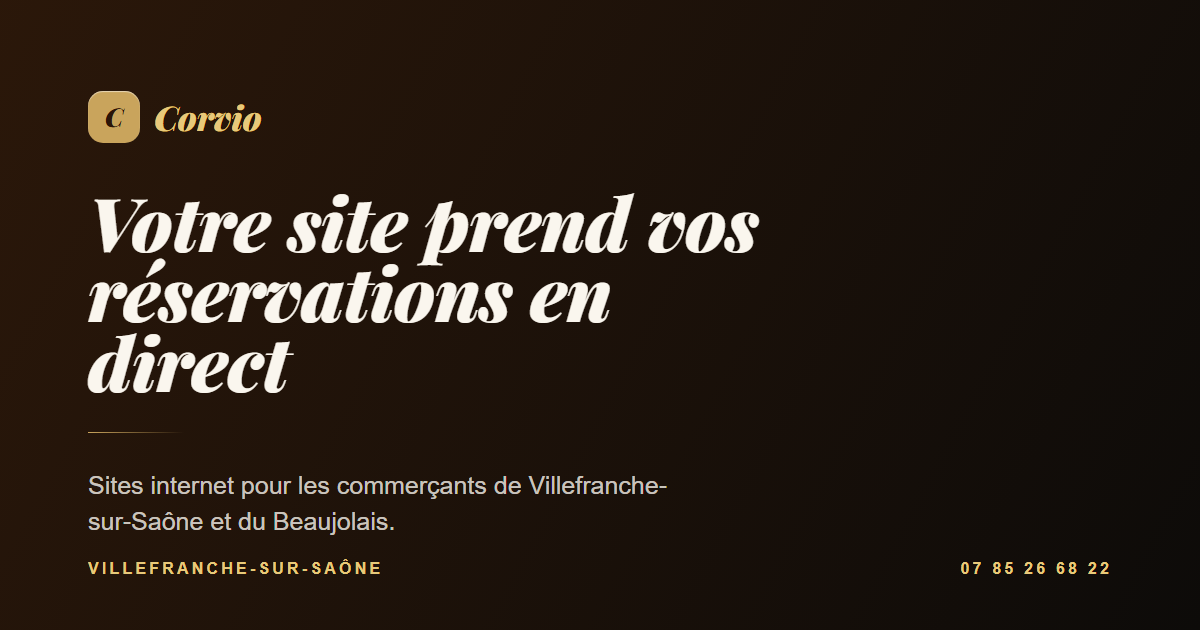 C Corvio
Votre site prend vos
réservations en
direct
Sites internet pour les commerçants de Villefranche-
sur-Saône et du Beaujolais.
VILLEFRANCHE-SUR-SAÔNE 07 85 26 68 22